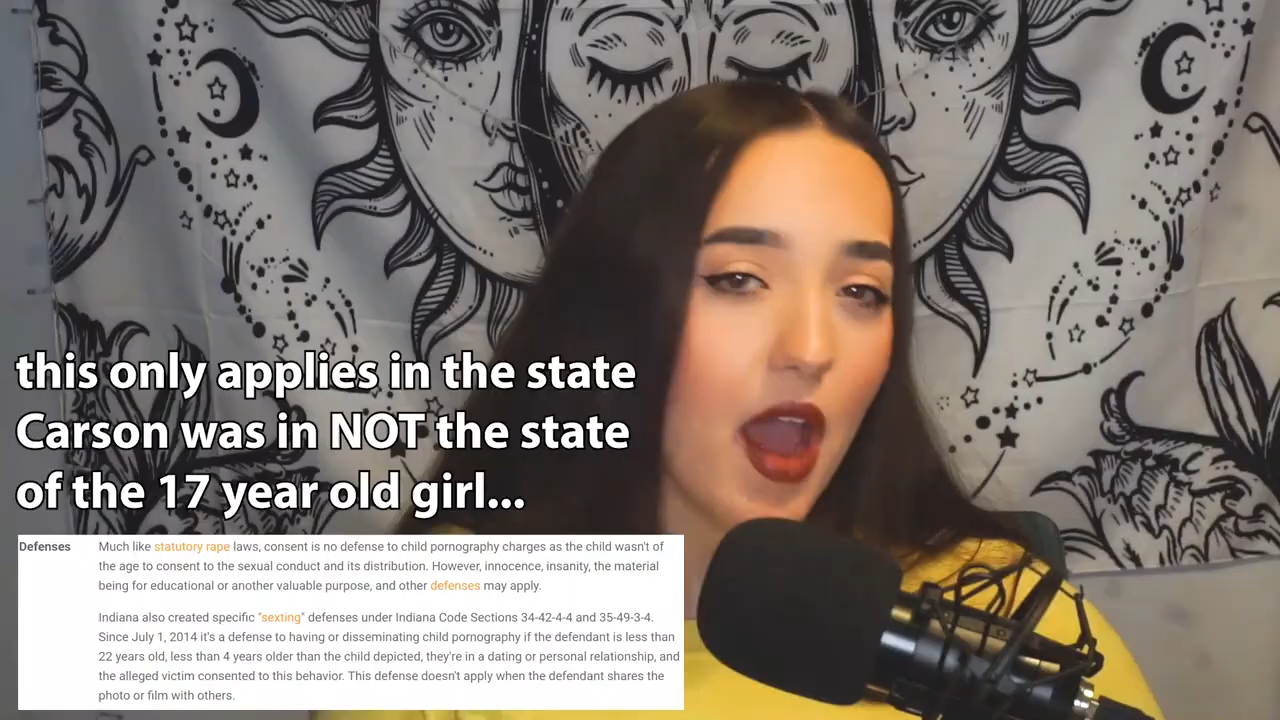 this only applies in the state
Carson was in NOT the state
of the 17 year old girl...
Defenses
Much like statutory rape laws, consent is no defense to child pornography charges as the child wasn't of
the age to consent to the sexual conduct and its distribution. However, innocence, insanity, the material
being for educational or another valuable purpose, and other defenses may apply.
Indiana also created specific "sexting" defenses under Indiana Code Sections 34-42-4-4 and 35-49-3-4.
Since July 1, 2014 it's a defense to having or disseminating child pornography if the defendant is less than
22 years old, less than 4 years older than the child depicted, they're in a dating or personal relationship, and
the alleged victim consented to this behavior. This defense doesn't apply when the defendant shares the
photo or film with others.